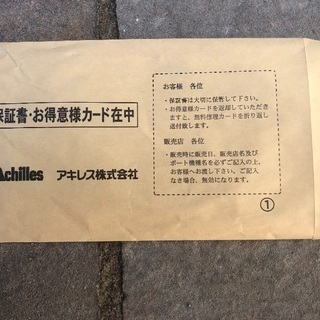 保証書・お得意様カード在中
Achilles アキレス株式会社
お客様 各位
・保証書は大切に保管して下さい。
・お得意様カードを返却していただき
ますと、無料修理カードを折り返し
送付致します。
販売店 各位
・販売時に販売日、販売店名及び
ボート機種名を必ずご記入の上、
お客様へお渡し下さい。ご記入
なき場合、無効になります。
①